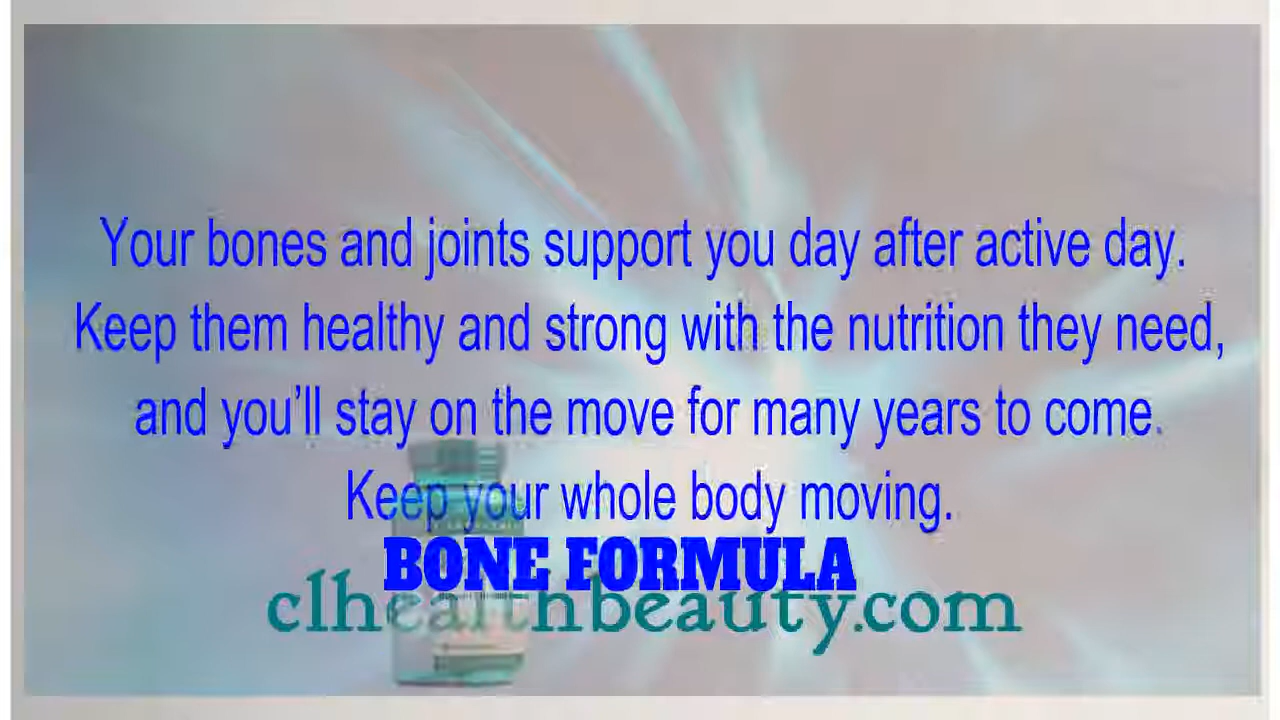 Your bones and joints support you day after active day.
Keep them healthy and strong with the nutrition they need,
and you’ll stay on the move for many years to come.
Keep your whole body moving.
BONE FORMULA
clhealthbeauty.com